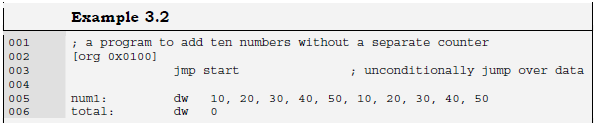 Example 3.2
001 ; a program to add ten numbers without a separate counter
002 [org 0x0100]
003 jmp start ; unconditionally jump over data
004
005 num1: dw 10, 20, 30, 40, 50, 10, 20, 30, 40, 50
006 total: dw 0